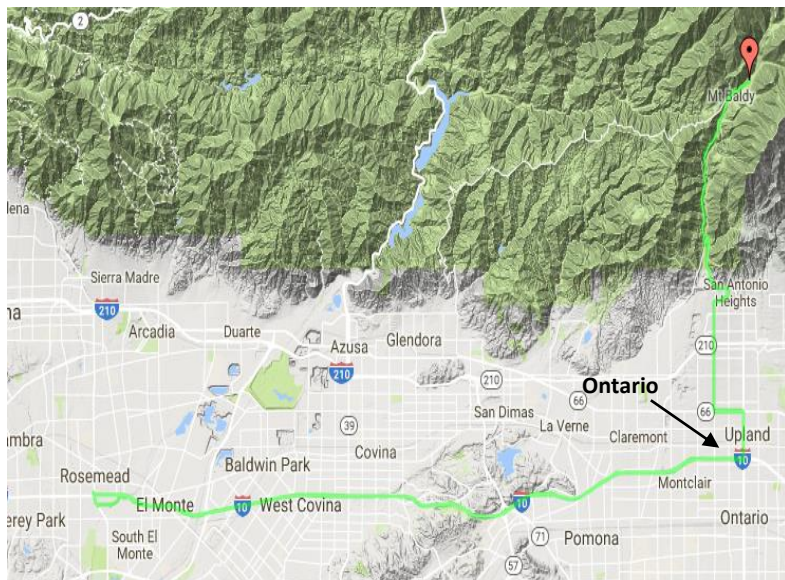 2
Mt Baldy
lena
Sierra Madre
210
San Antonio
Heights
na
Arcadia
Duarte
Azusa
Glendora
210
210
210
Ontario
66
66
39
San Dimas
La Verne
Claremont
Upland
ambra
Covina
Baldwin Park
10
Rosemead
Montclair
El Monte
10
West Covina
10
Ontario
terey Park
South El
Monte
71
Pomona
57